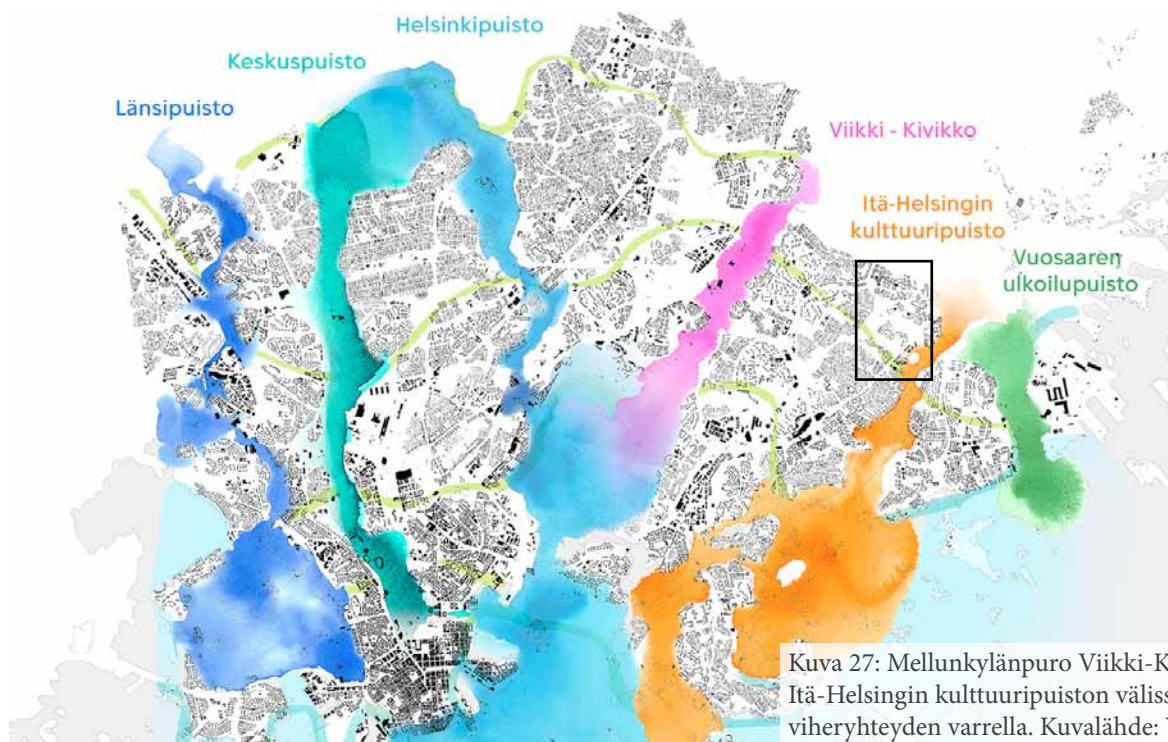 Helsinkipuisto
Keskuspuisto
Länsipuisto
Viikki - Kivikko
Itä-Helsingin
kulttuuripuisto
Vuosaaren
ulkoilupuisto
Kuva 27: Mellunkylänpuro Viikki-K
Itä-Helsingin kulttuuripuiston väliss
viheryhteyden varrella. Kuvalähde: